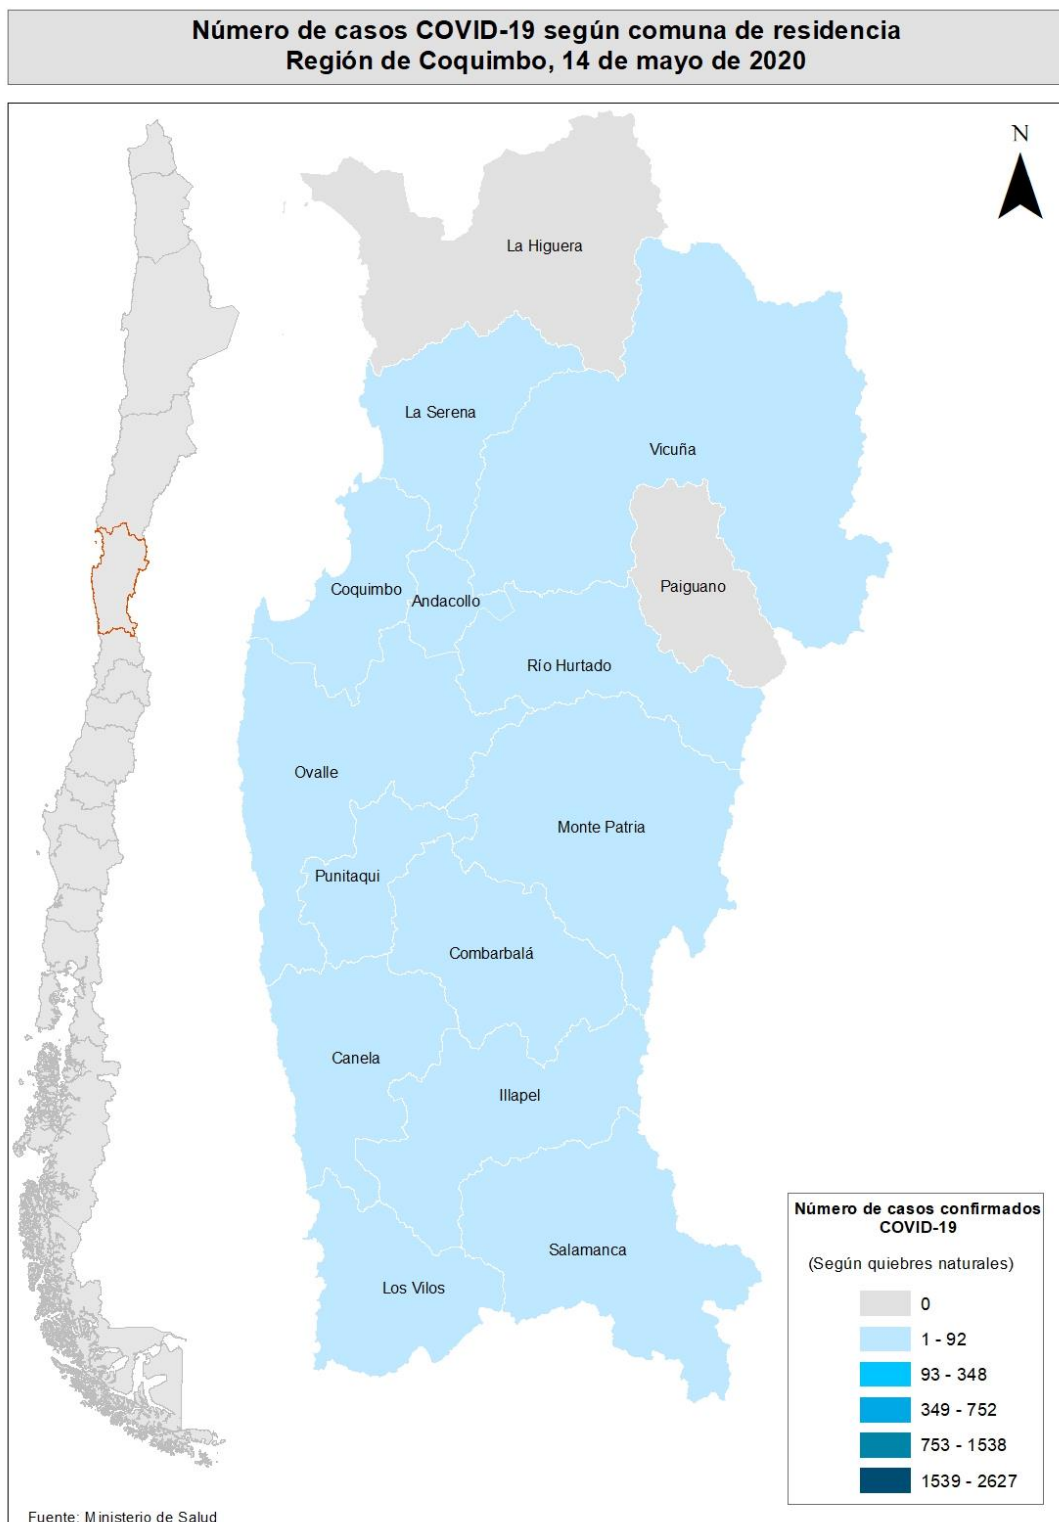 Número de casos COVID-19 según comuna de residencia
Región de Coquimbo, 14 de mayo de 2020
N
La Higuera
La Serena
Vicuña
Coquimbo
Andacollo
Paiguano
Río Hurtado
Ovalle
Monte Patria
Punitaqui
Combarbalá
Canela
Illapel
Salamanca
Los Vilos
Número de casos confirmados
COVID-19
(Según quiebres naturales)
0
1 - 92
93 - 348
349 - 752
753 - 1538
1539 - 2627
Fuente: Ministerio de Salud